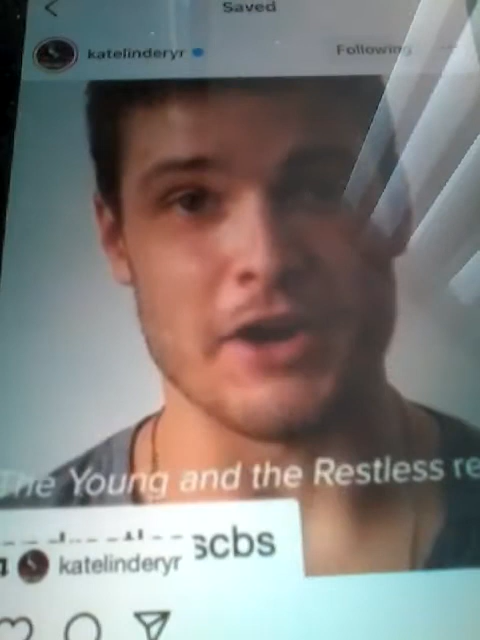 Saved
katelinderyr
Following
The Young and the Restless re
scbs
katelinderyr